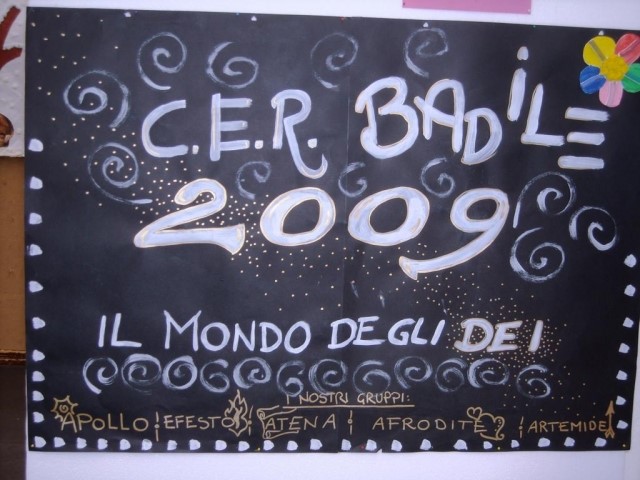 C.E.R. BADILE
2009
IL MONDO DEGLI DEI
I NOSTRI GRUPPI:
APOLLO EFESTO ATENA AFRODITE ARTEMIDE